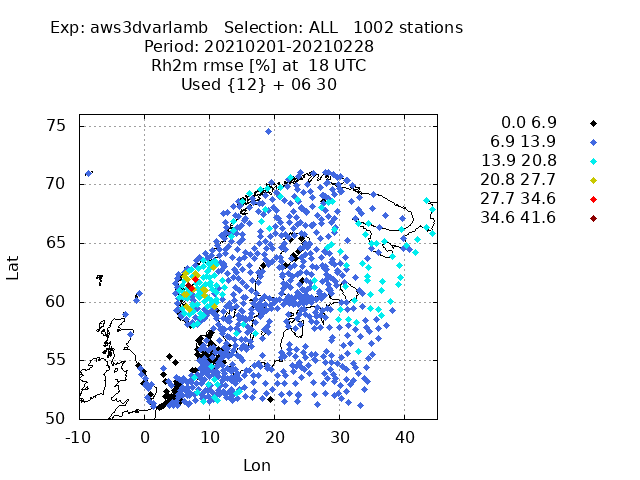 Exp: aws3dvarlamb   Selection: ALL   1002 stations
Period: 20210201-20210228
Rh2m rmse [%] at  18 UTC
Used {12} + 06 30
75
70
65
60
55
50
-10 0 10 20 30 40
Lat
Lon
0.0 6.9
6.9 13.9
13.9 20.8
20.8 27.7
27.7 34.6
34.6 41.6